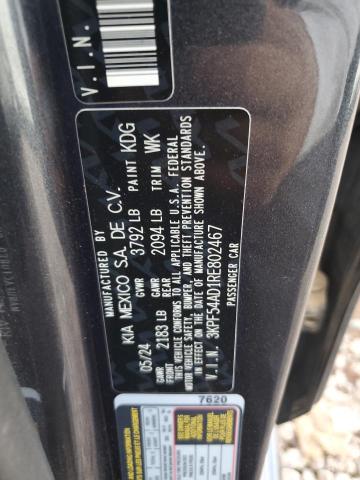 V.I.N.
MANUFACTURED BY
KIA MEXICO S.A. DE C.V.
05/24 GVWR 3792 LB PAINT KDG
GAWR FRONT 2183 LB GAWR REAR 2094 LB TRIM WK
THIS VEHICLE CONFORMS TO ALL APPLICABLE U.S.A. FEDERAL
MOTOR VEHICLE SAFETY, BUMPER, AND THEFT PREVENTION STANDARDS
IN EFFECT ON THE DATE OF MANUFACTURE SHOWN ABOVE.
V.I.N. 3KPF54AD1RE802467
PASSENGER CAR
7620